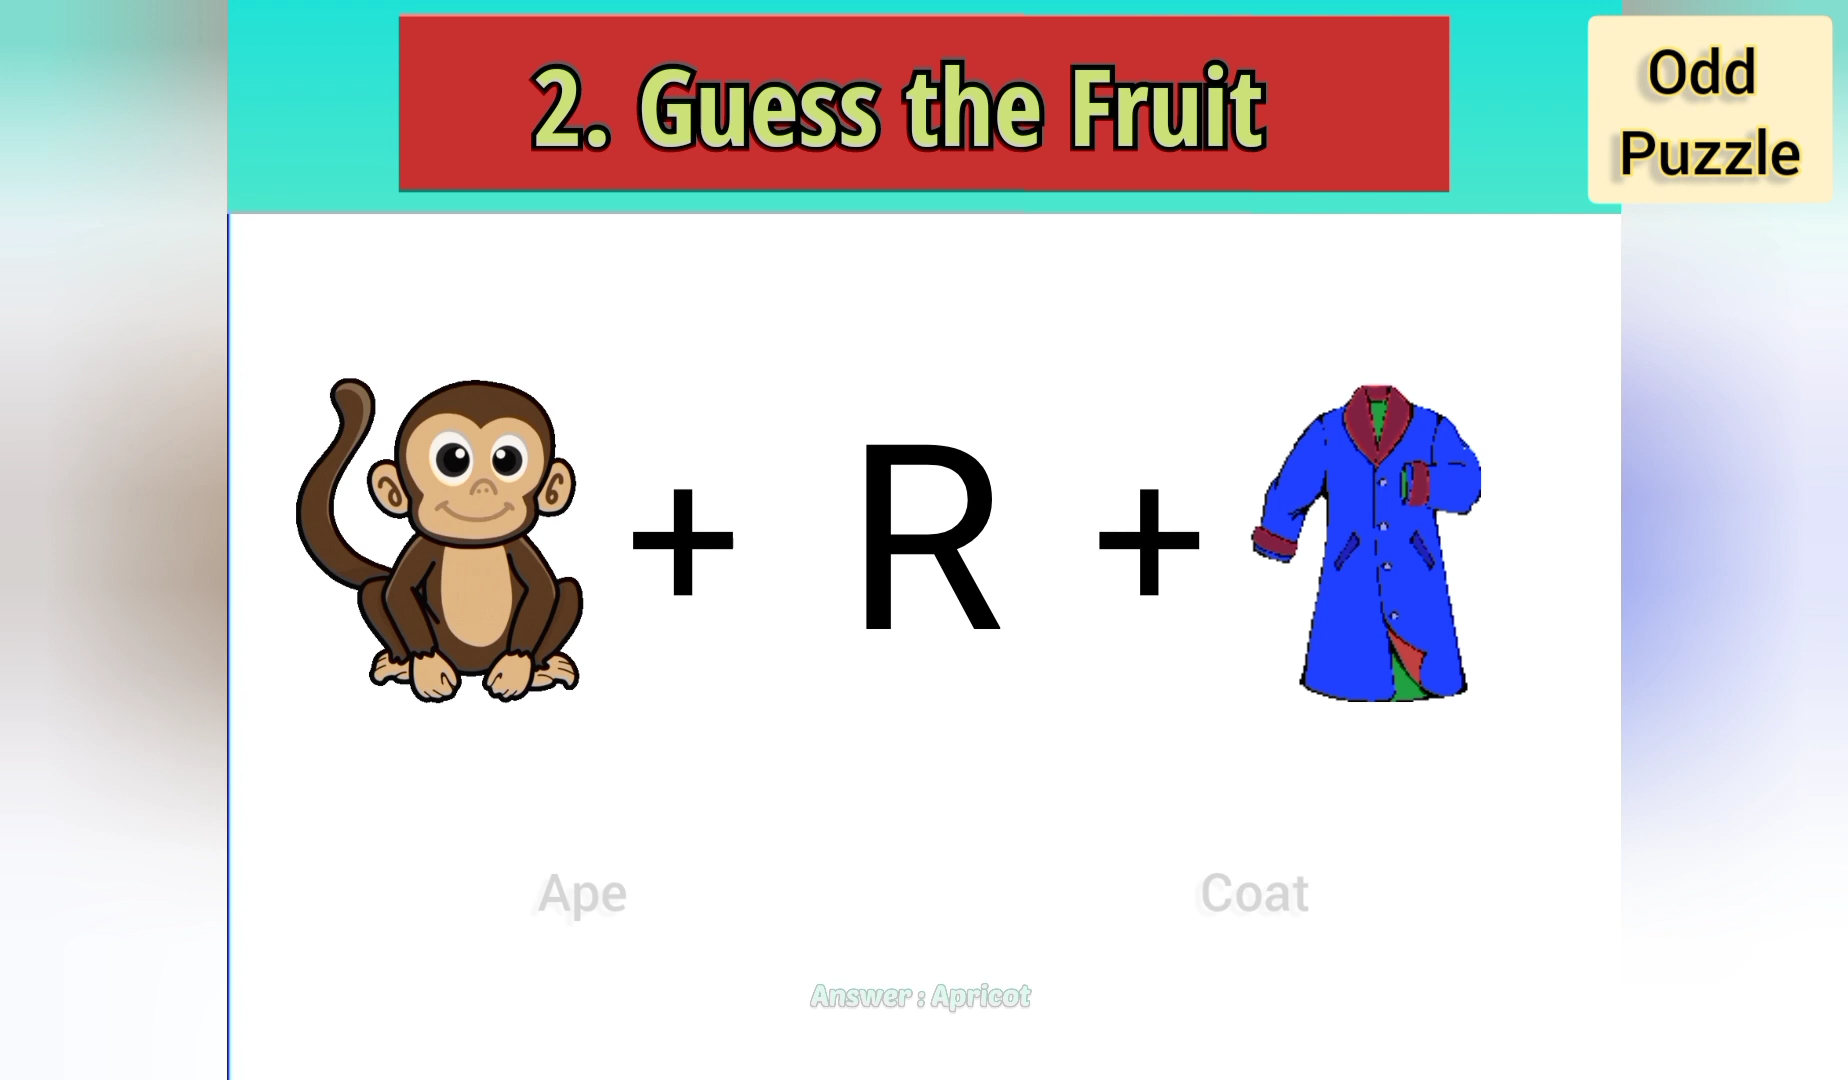 2. Guess the Fruit
Odd
Puzzle
+ R +
Ape
Coat
Answer : Apricot